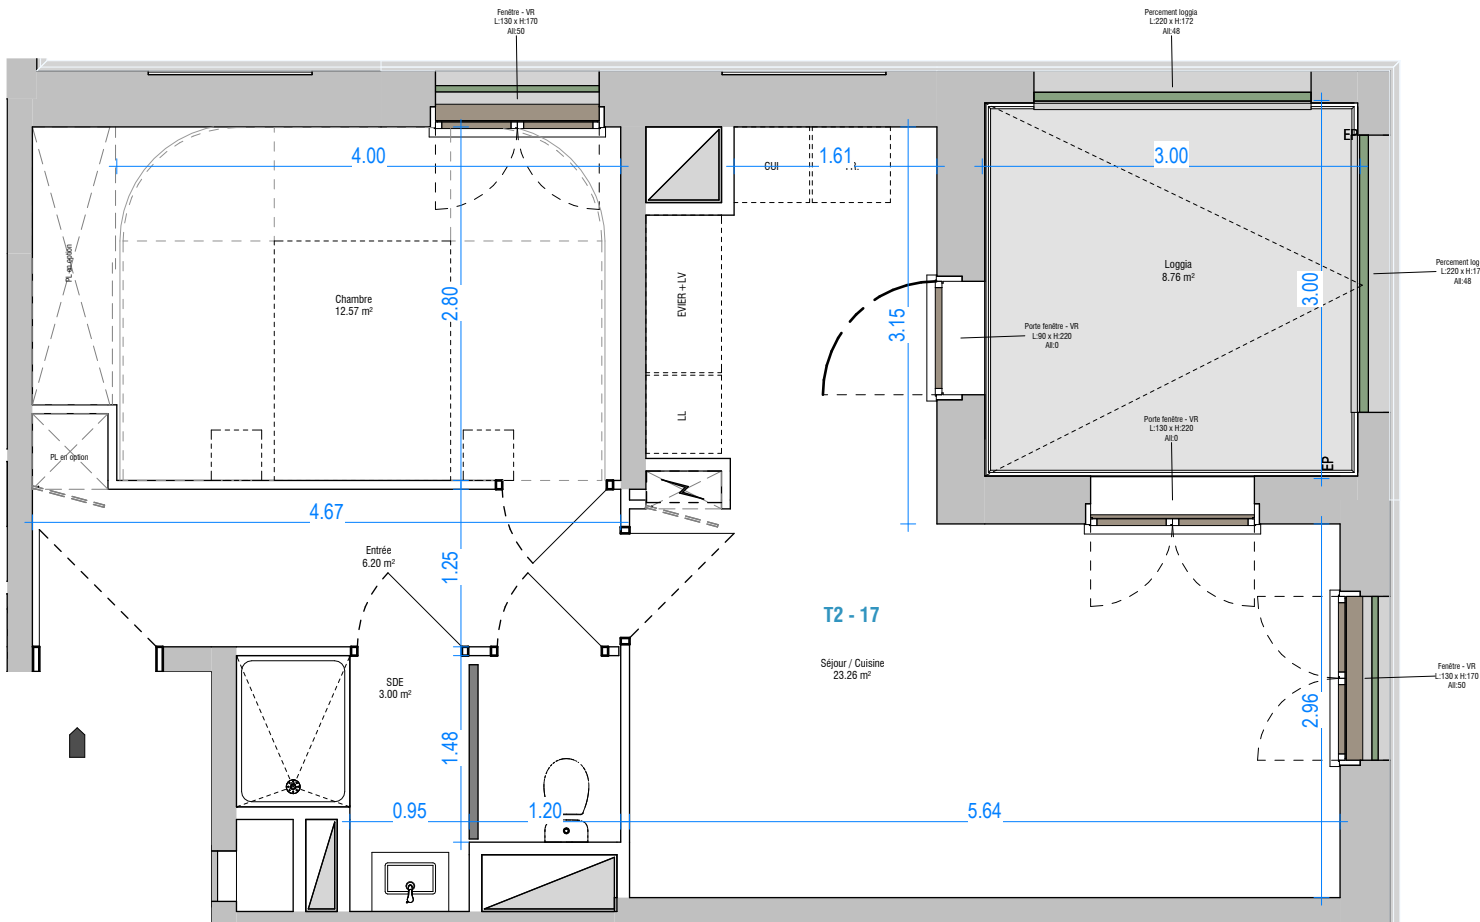 Fenêtre - VR
L:130 x H:170
All:50
Percement loggia
L:220 x H:172
All:48
EP
4.00
1.61
CUI
3.00
PL en option
Loggia
8.76 m²
Percement log
L:220 x H:17
All:48
EVIER + LV
Chambre
12.57 m²
2.80
3.15
3.00
Porte fenêtre - VR
L:90 x H:220
All:0
LL
Porte fenêtre - VR
L:130 x H:220
All:0
PL en option
EP
4.67
Entrée
6.20 m²
1.25
T2 - 17
Séjour / Cuisine
23.26 m²
SDE
3.00 m²
Fenêtre - VR
L:130 x H:170
All:50
2.96
1.48
0.95
1.20
5.64